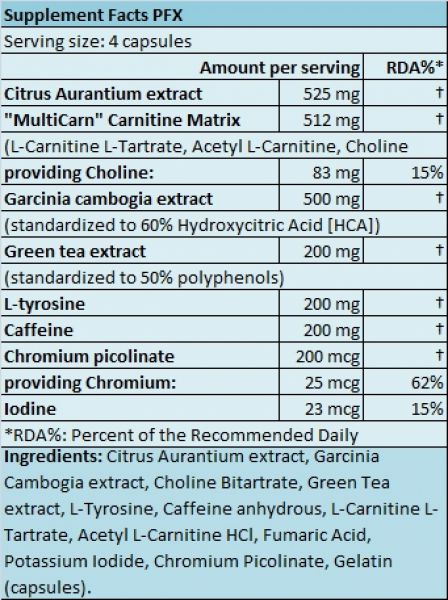 Supplement Facts PFX
Serving size: 4 capsules
Amount per serving RDA%*
Citrus Aurantium extract 525 mg †
"MultiCarn" Carnitine Matrix 512 mg †
(L-Carnitine L-Tartrate, Acetyl L-Carnitine, Choline
providing Choline: 83 mg 15%
Garcinia cambogia extract 500 mg †
(standardized to 60% Hydroxycitric Acid [HCA])
Green tea extract 200 mg †
(standardized to 50% polyphenols)
L-tyrosine 200 mg †
Caffeine 200 mg †
Chromium picolinate 200 mcg †
providing Chromium: 25 mcg 62%
Iodine 23 mcg 15%
*RDA%: Percent of the Recommended Daily
Ingredients: Citrus Aurantium extract, Garcinia
Cambogia extract, Choline Bitartrate, Green Tea
extract, L-Tyrosine, Caffeine anhydrous, L-Carnitine L-
Tartrate, Acetyl L-Carnitine HCl, Fumaric Acid,
Potassium Iodide, Chromium Picolinate, Gelatin
(capsules).